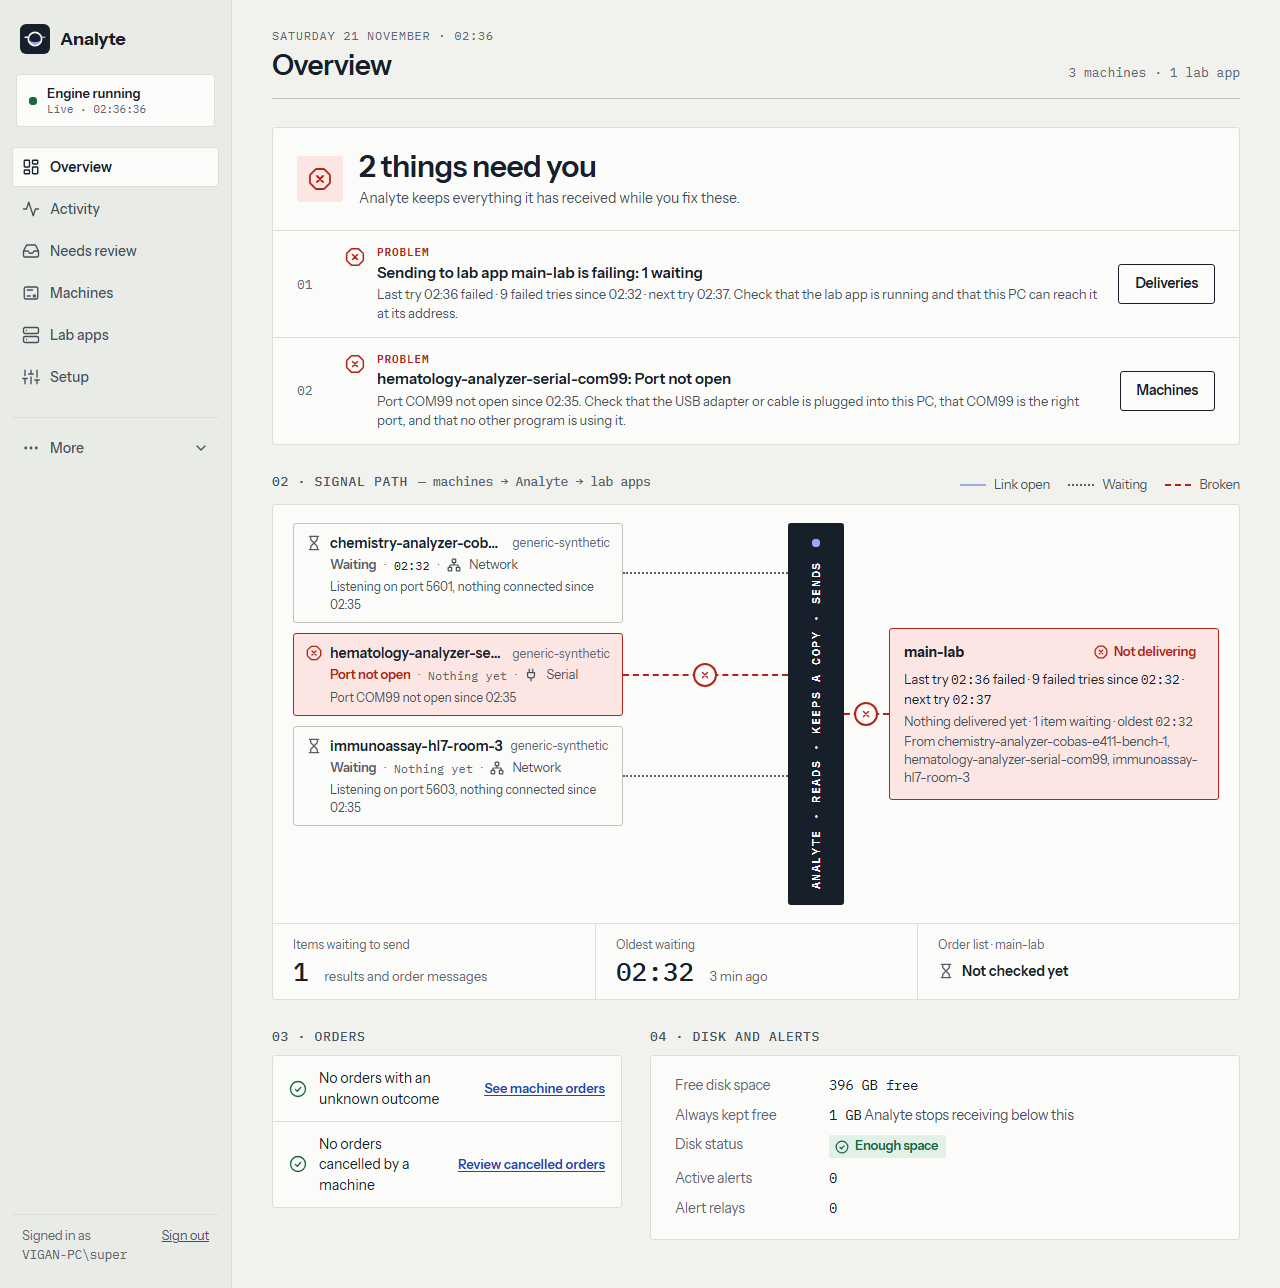 Analyte
Engine running
Live · 02:36:36
Overview
Activity
Needs review
Machines
Lab apps
Setup
More
Signed in as
Sign out
VIGAN-PC\super
SATURDAY 21 NOVEMBER · 02:36
Overview
3 machines · 1 lab app
2 things need you
Analyte keeps everything it has received while you fix these.
01
PROBLEM
Sending to lab app main-lab is failing: 1 waiting
Last try 02:36 failed · 9 failed tries since 02:32 · next try 02:37. Check that the lab app is running and that this PC can reach it
at its address.
Deliveries
02
PROBLEM
hematology-analyzer-serial-com99: Port not open
Port COM99 not open since 02:35. Check that the USB adapter or cable is plugged into this PC, that COM99 is the right
port, and that no other program is using it.
Machines
02 · SIGNAL PATH — machines → Analyte → lab apps
Link open
Waiting
Broken
chemistry-analyzer-cob... generic-synthetic
Waiting · 02:32 · Network
Listening on port 5601, nothing connected since
02:35
hematology-analyzer-se... generic-synthetic
Port not open · Nothing yet · Serial
Port COM99 not open since 02:35
immunoassay-hl7-room-3 generic-synthetic
Waiting · Nothing yet · Network
Listening on port 5603, nothing connected since
02:35
ANALYTE · READS · KEEPS A COPY · SENDS
main-lab
Not delivering
Last try 02:36 failed · 9 failed tries since 02:32 ·
next try 02:37
Nothing delivered yet · 1 item waiting · oldest 02:32
From chemistry-analyzer-cobas-e411-bench-1,
hematology-analyzer-serial-com99, immunoassay-
hl7-room-3
Items waiting to send
1 results and order messages
Oldest waiting
02:32 3 min ago
Order list · main-lab
Not checked yet
03 · ORDERS
No orders with an
unknown outcome
See machine orders
No orders
cancelled by a
machine
Review cancelled orders
04 · DISK AND ALERTS
Free disk space 396 GB free
Always kept free 1 GB Analyte stops receiving below this
Disk status Enough space
Active alerts 0
Alert relays 0